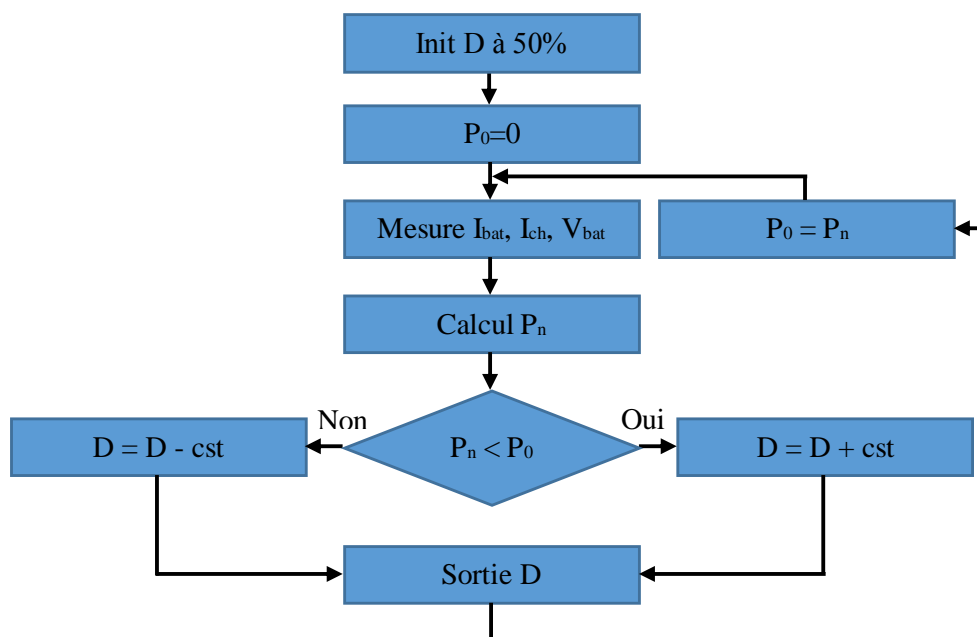 Init D à 50%
P₀=0
Mesure Ibat, Ich, Vbat
P₀ = Pₙ
Calcul Pₙ
Non
Oui
D = D - cst
Pₙ < P₀
D = D + cst
Sortie D